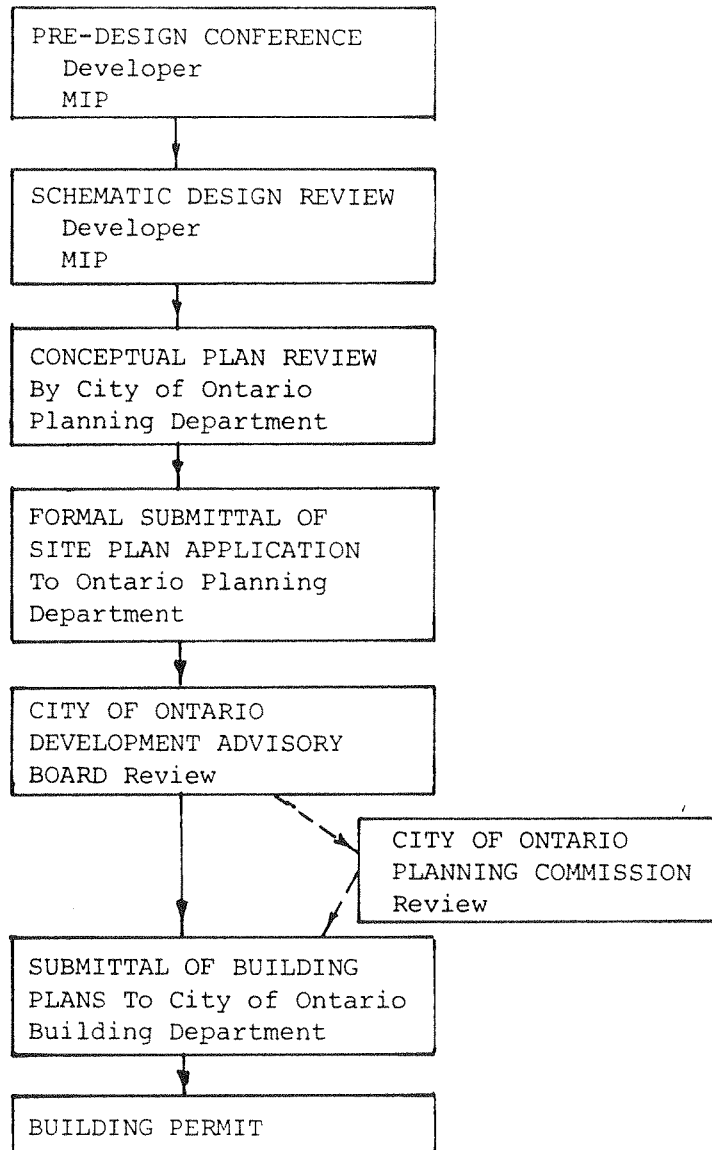 PRE-DESIGN CONFERENCE
Developer
MIP
SCHEMATIC DESIGN REVIEW
Developer
MIP
CONCEPTUAL PLAN REVIEW
By City of Ontario
Planning Department
FORMAL SUBMITTAL OF
SITE PLAN APPLICATION
To Ontario Planning
Department
CITY OF ONTARIO
DEVELOPMENT ADVISORY
BOARD Review
CITY OF ONTARIO
PLANNING COMMISSION
Review
SUBMITTAL OF BUILDING
PLANS To City of Ontario
Building Department
BUILDING PERMIT